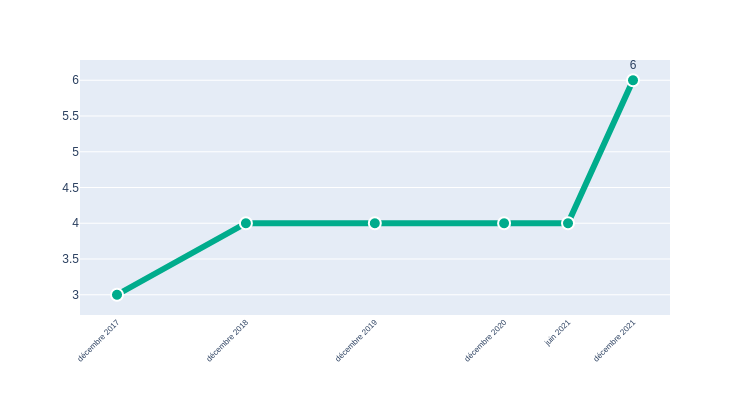 6
6
5.5
5
4.5
4
3.5
3
décembre 2017
décembre 2018
décembre 2019
décembre 2020
juin 2021
décembre 2021